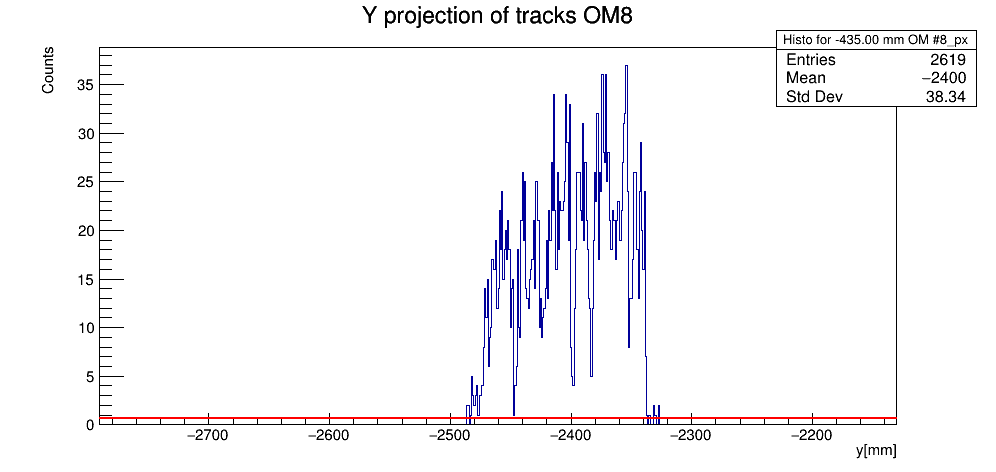 Y projection of tracks OM8
Histo for -435.00 mm OM #8_px
Entries 2619
Mean −2400
Std Dev 38.34
Counts
35
30
25
20
15
10
5
0
−2700 −2600 −2500 −2400 −2300 −2200
y[mm]